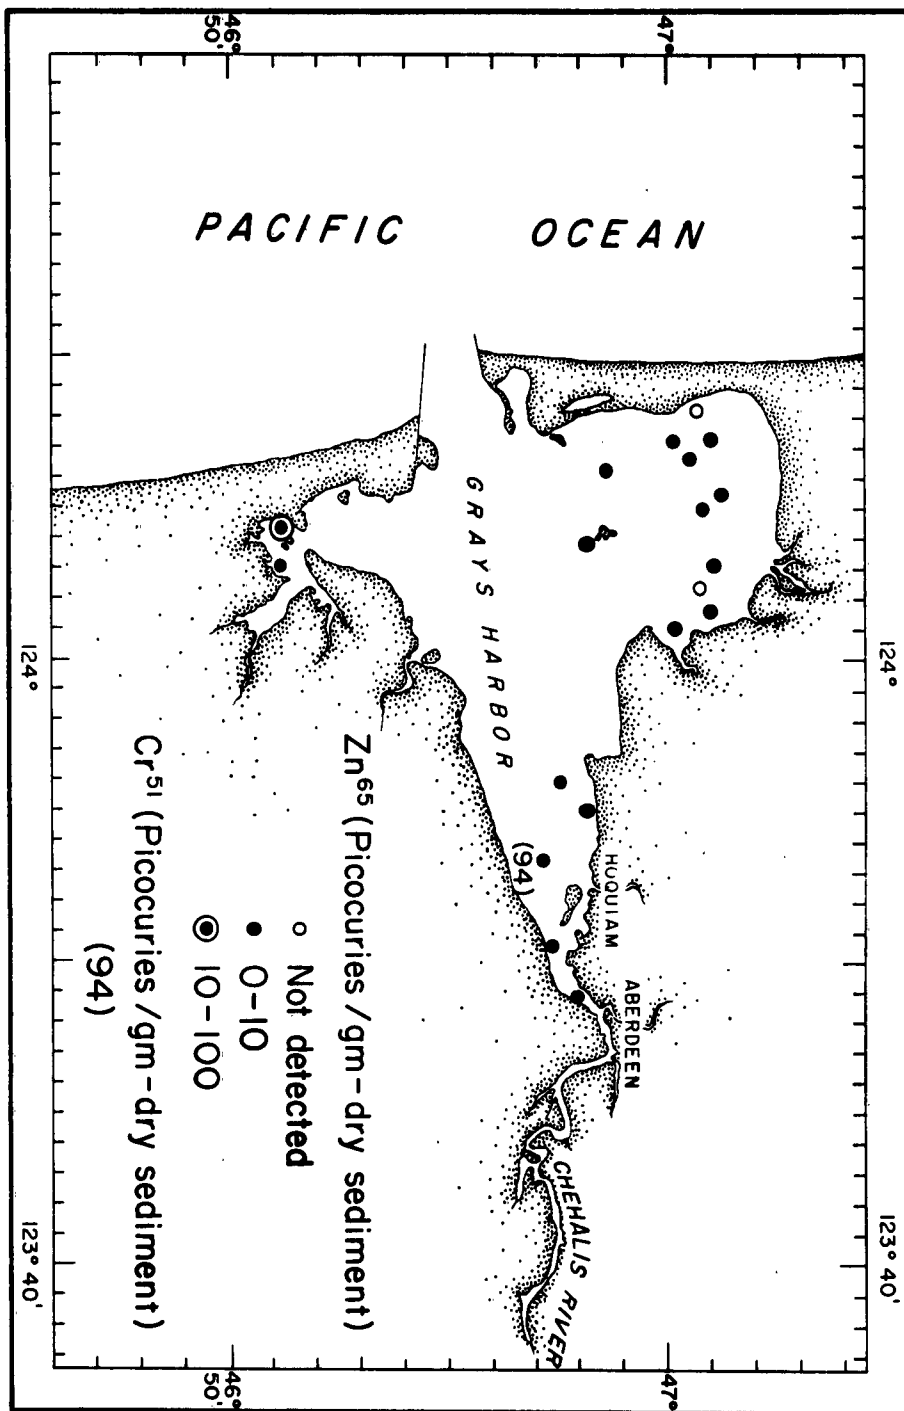 47°
46°
50'
PACIFIC OCEAN
GRAYS HARBOR
124°
124°
(94)
HOQUIAM
ABERDEEN
CHEHALIS RIVER
Zn⁶⁵ (Picocuries/gm-dry sediment)
Not detected
0-10
10-100
Cr⁵¹ (Picocuries/gm-dry sediment)
(94)
123° 40'
123° 40'
47°
46°
50'